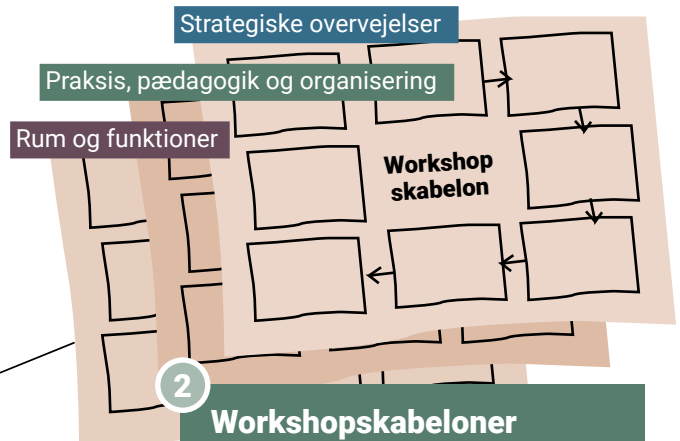 Strategiske overvejelser
Praksis, pædagogik og organisering
Rum og funktioner
Workshop
skabelon
2
Workshopskabeloner